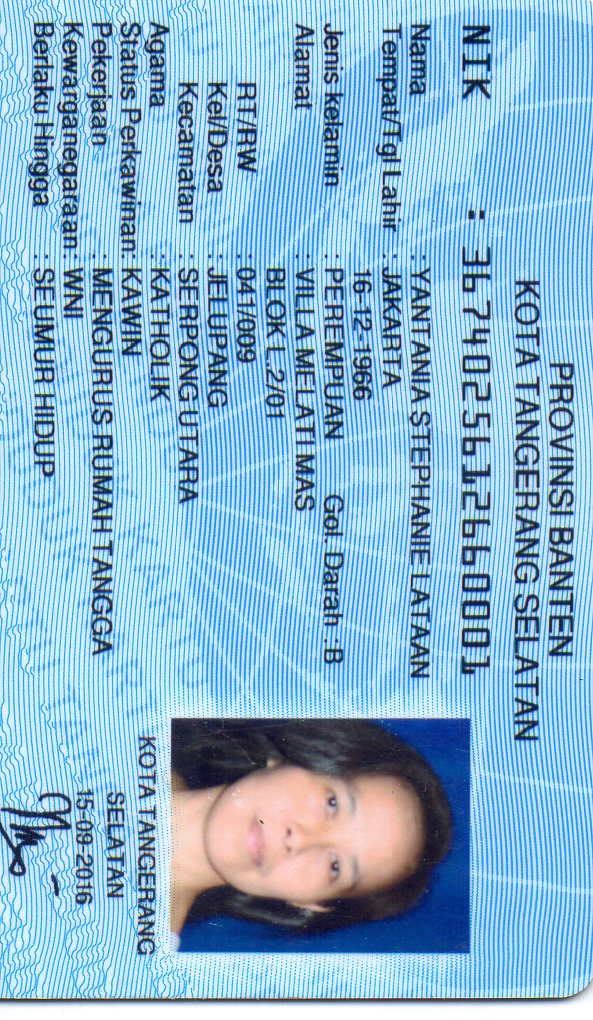 PROVINSI BANTEN
KOTA TANGERANG SELATAN
NIK : 3674025612660001
Nama : YANTANIA STEPHANIE LATAAN
Tempat/Tgl Lahir : JAKARTA
16-12-1966
Jenis kelamin : PEREMPUAN Gol. Darah : B
Alamat : VILLA MELATI MAS
BLOK L.2/01
RT/RW : 041/009
Kel/Desa : JELUPANG
Kecamatan : SERPONG UTARA
Agama : KATHOLIK
Status Perkawinan: KAWIN
Pekerjaan : MENGURUS RUMAH TANGGA
Kewarganegaraan: WNI
Berlaku Hingga : SEUMUR HIDUP
KOTA TANGERANG
SELATAN
15-09-2016